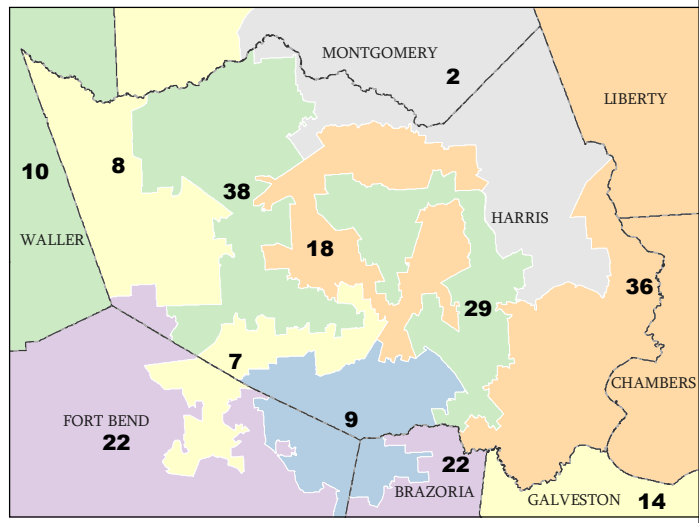 MONTGOMERY
2
LIBERTY
8
10
38
HARRIS
WALLER
18
36
29
7
CHAMBERS
FORT BEND
22
9
22
BRAZORIA
GALVESTON 14